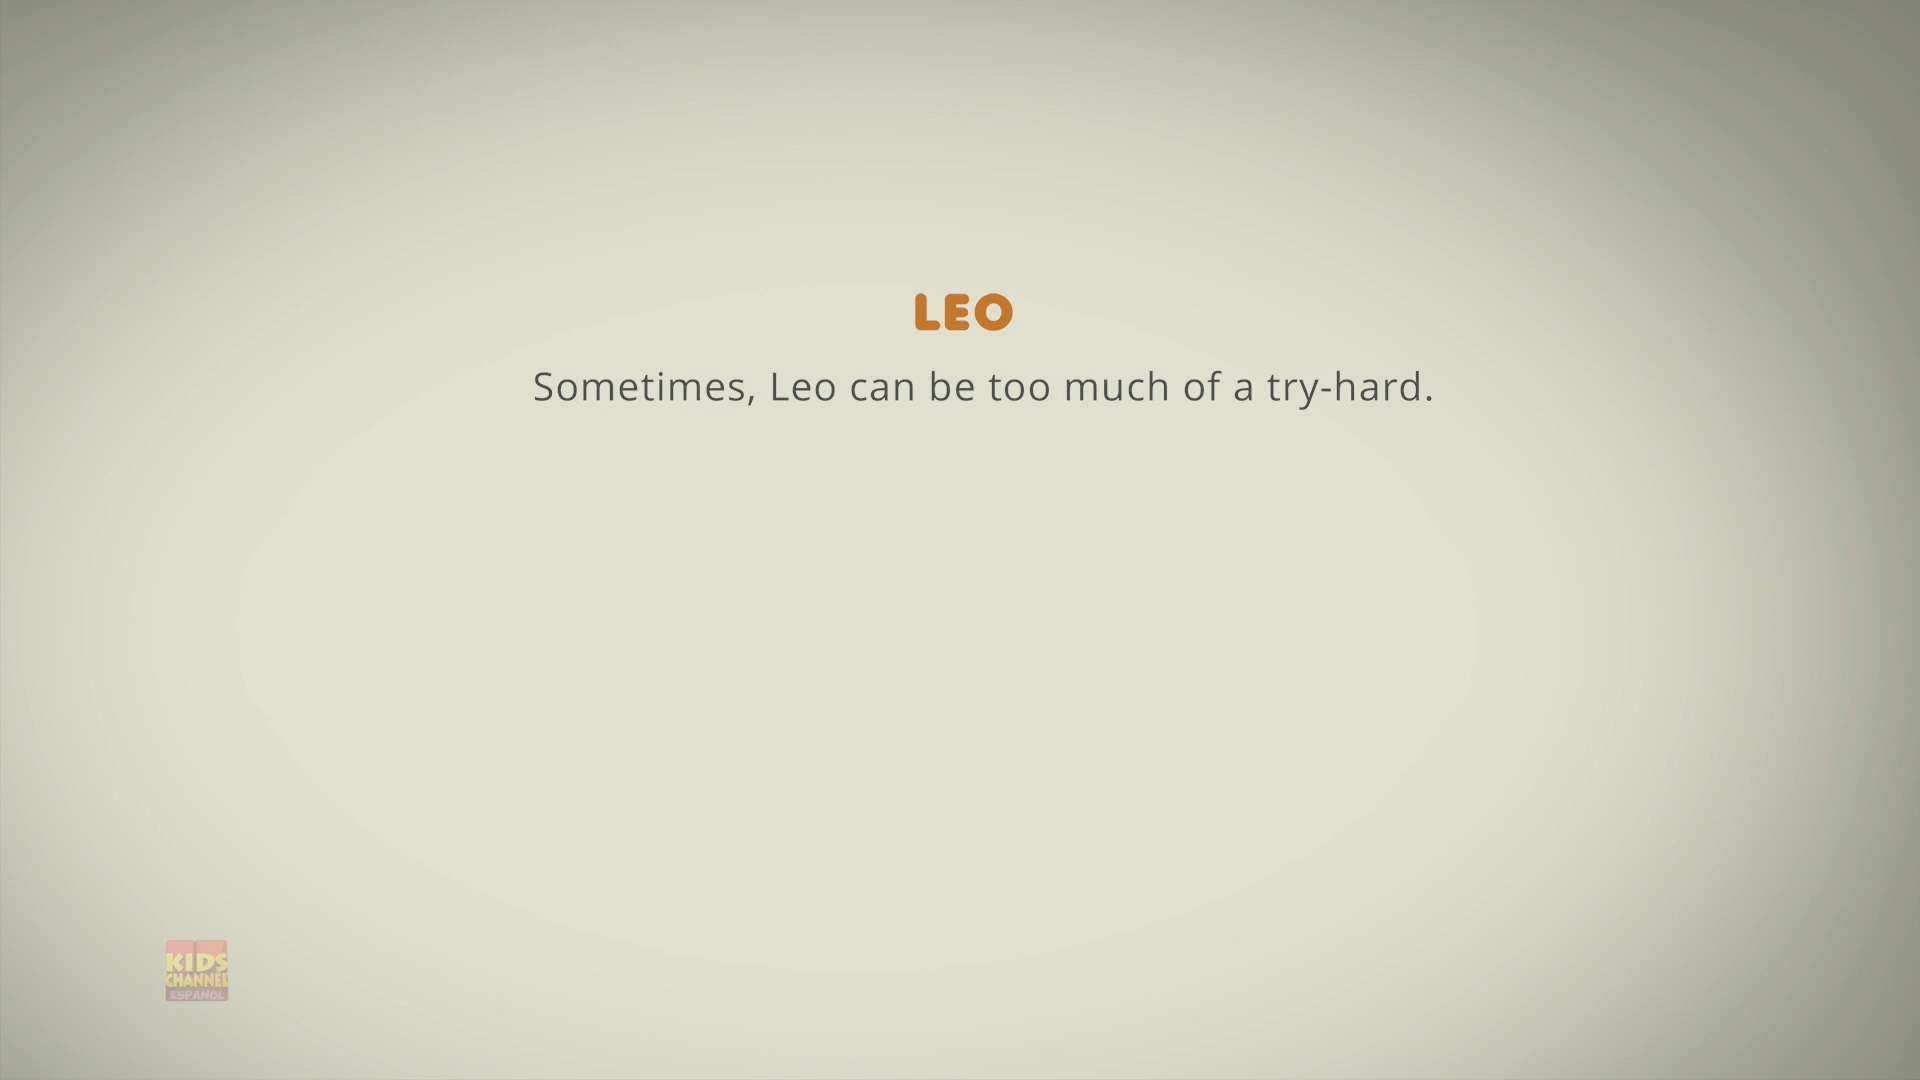 LEO
Sometimes, Leo can be too much of a try-hard.
KIDS
CHANNEL
ESPAÑOL